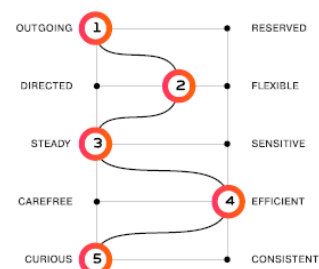 OUTGOING 1 RESERVED
DIRECTED 2 FLEXIBLE
STEADY 3 SENSITIVE
CAREFREE 4 EFFICIENT
CURIOUS 5 CONSISTENT